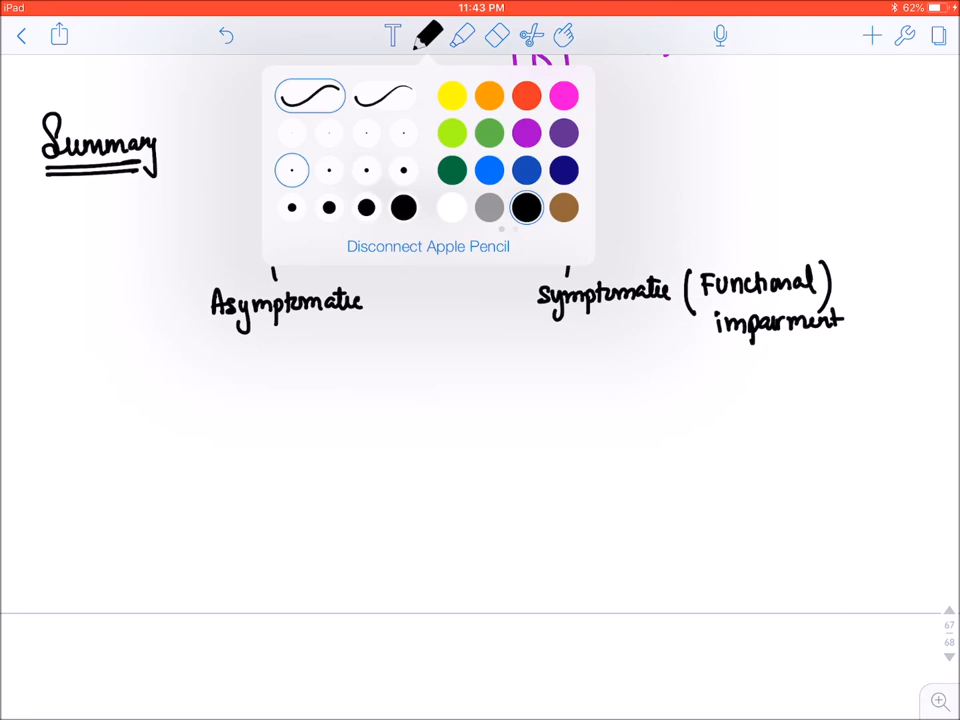 iPad 11:43 PM 62%
T
Summary
Disconnect Apple Pencil
Asymptomatic symptomatic (Functional)
impairment
67
68